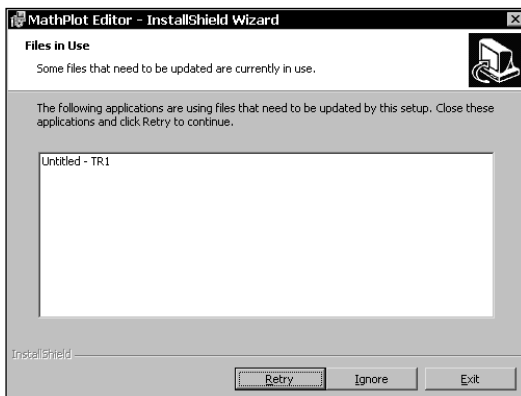 MathPlot Editor - InstallShield Wizard
Files in Use
Some files that need to be updated are currently in use.
The following applications are using files that need to be updated by this setup. Close these
applications and click Retry to continue.
Untitled - TR1
InstallShield
Retry
Ignore
Exit